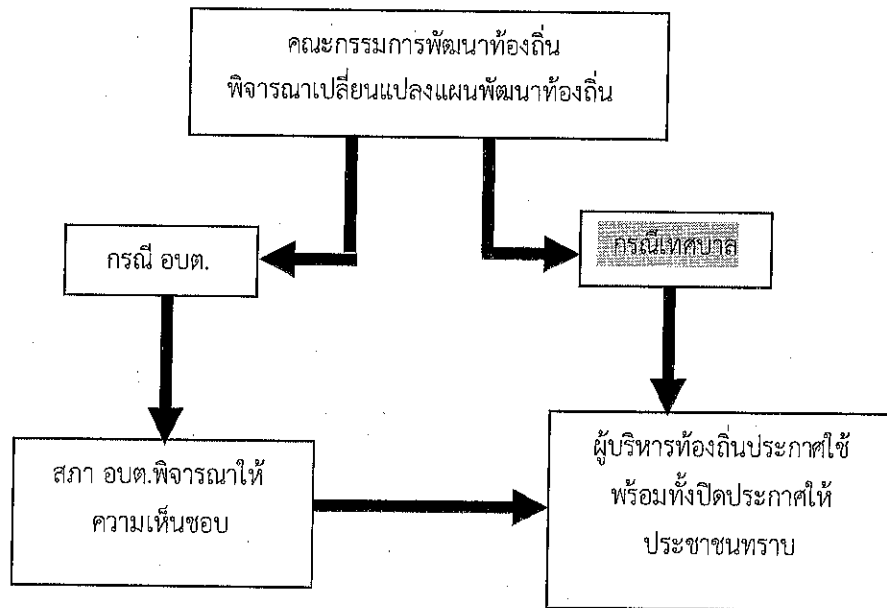 คณะกรรมการพัฒนาท้องถิ่น
พิจารณาเปลี่ยนแปลงแผนพัฒนาท้องถิ่น
กรณี อบต.
กรณีเทศบาล
สภา อบต.พิจารณาให้
ความเห็นชอบ
ผู้บริหารท้องถิ่นประกาศใช้
พร้อมทั้งปิดประกาศให้
ประชาชนทราบ